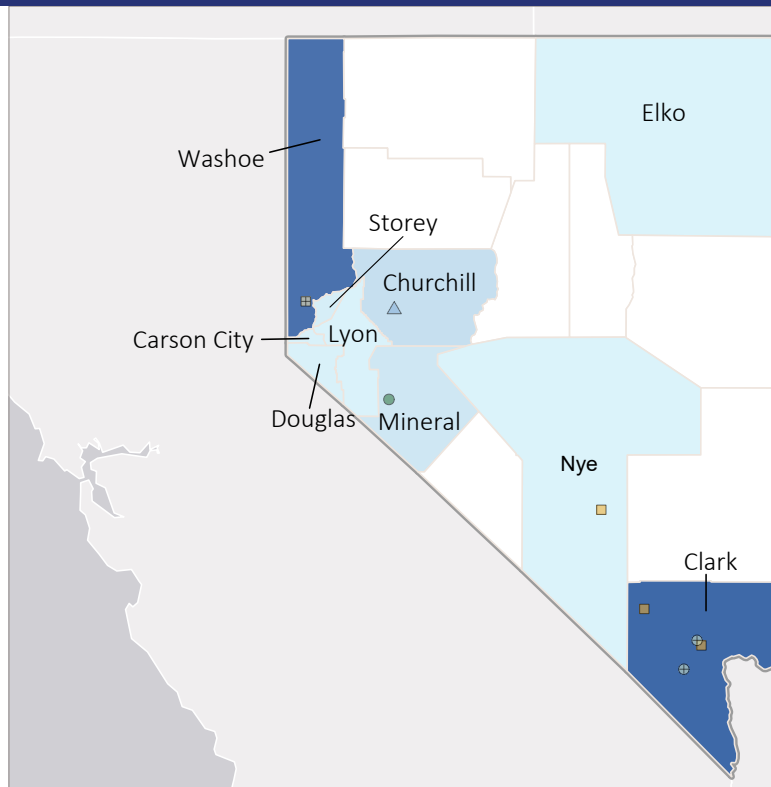 Elko
Washoe
Storey
Churchill
Carson City
Lyon
Douglas
Mineral
Nye
Clark